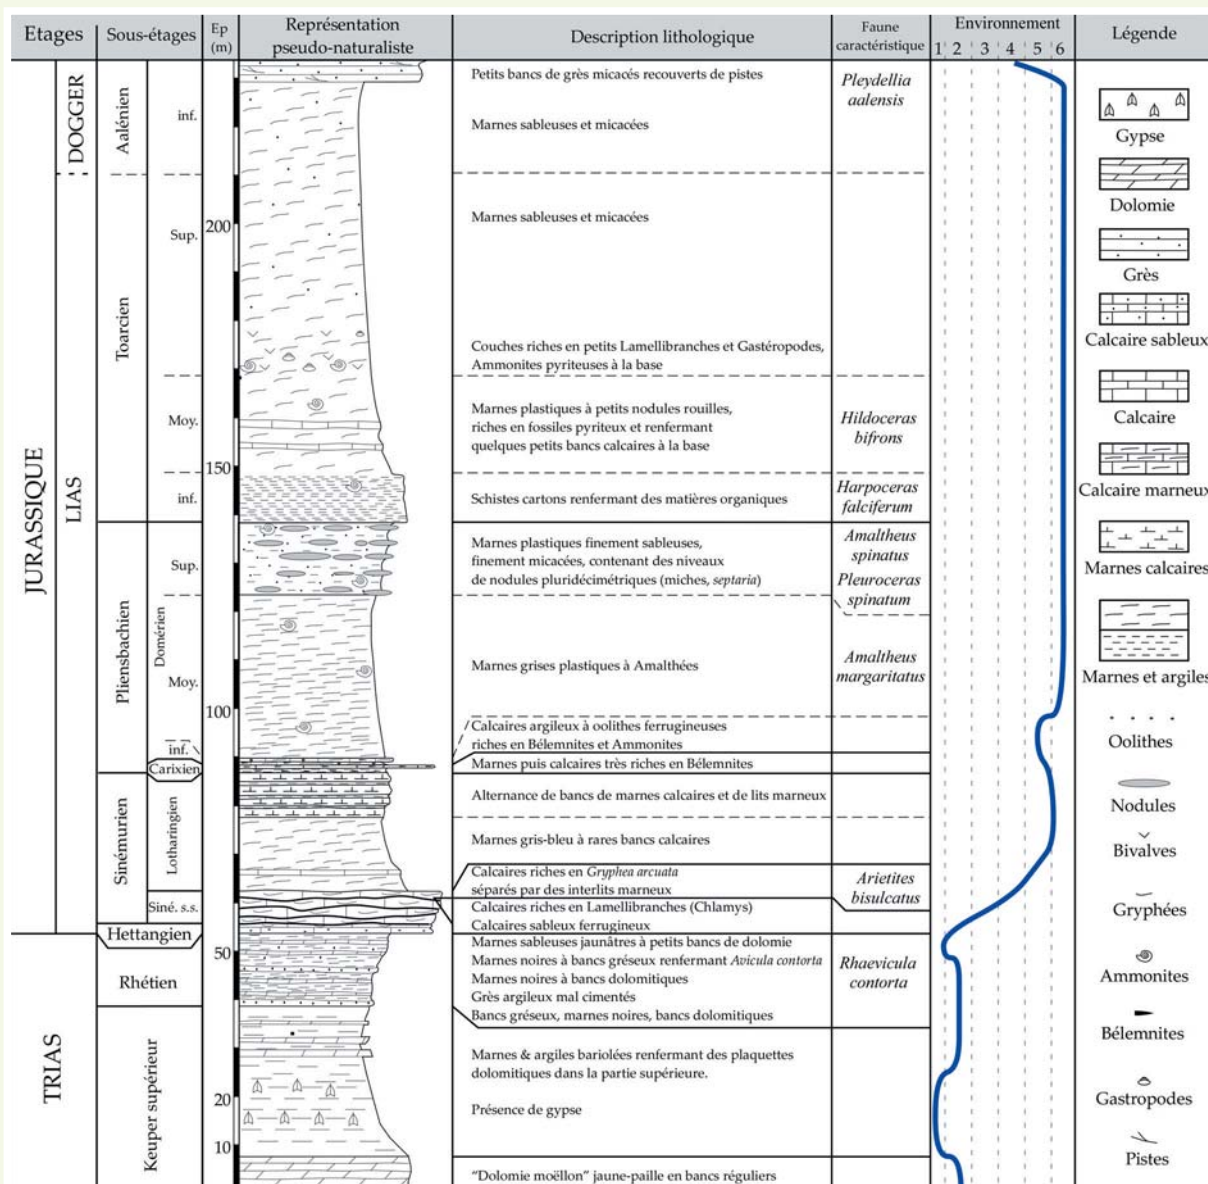 Etages
Sous-étages
Ep
(m)
Représentation
pseudo-naturaliste
Description lithologique
Faune
caractéristique
Environnement
1 2 3 4 5 6
Légende
JURASSIQUE
TRIAS
DOGGER
LIAS
Aalénien
inf.
Toarcien
Sup.
Moy.
inf.
Pliensbachien
Domérien
Sup.
Moy.
inf.
Carixien
Sinémurien
Lotharingien
Siné. s.s.
Hettangien
Rhétien
Keuper supérieur
200
150
100
50
20
10
Petits bancs de grès micacés recouverts de pistes
Marnes sableuses et micacées
Marnes sableuses et micacées
Couches riches en petits Lamellibranches et Gastéropodes,
Ammonites pyriteuses à la base
Marnes plastiques à petits nodules rouilles,
riches en fossiles pyriteux et renfermant
quelques petits bancs calcaires à la base
Schistes cartons renfermant des matières organiques
Marnes plastiques finement sableuses,
finement micacées, contenant des niveaux
de nodules pluridécimétriques (miches, septaria)
Marnes grises plastiques à Amalthées
Calcaires argileux à oolithes ferrugineuses
riches en Bélemnites et Ammonites
Marnes puis calcaires très riches en Bélemnites
Alternance de bancs de marnes calcaires et de lits marneux
Marnes gris-bleu à rares bancs calcaires
Calcaires riches en Gryphea arcuata
séparés par des interlits marneux
Calcaires riches en Lamellibranches (Chlamys)
Calcaires sableux ferrugineux
Marnes sableuses jaunâtres à petits bancs de dolomie
Marnes noires à bancs gréseux renfermant Avicula contorta
Marnes noires à bancs dolomitiques
Grès argileux mal cimentés
Bancs gréseux, marnes noires, bancs dolomitiques
Marnes & argiles bariolées renfermant des plaquettes
dolomitiques dans la partie supérieure.
Présence de gypse
"Dolomie moëllon" jaune-paille en bancs réguliers
Pleydellia
aalensis
Hildoceras
bifrons
Harpoceras
falciferum
Amaltheus
spinatus
Pleuroceras
spinatum
Amaltheus
margaritatus
Arietites
bisulcatus
Rhaevicula
contorta
Gypse
Dolomie
Grès
Calcaire sableux
Calcaire
Calcaire marneux
Marnes calcaires
Marnes et argiles
Oolithes
Nodules
Bivalves
Gryphées
Ammonites
Bélemnites
Gastropodes
Pistes